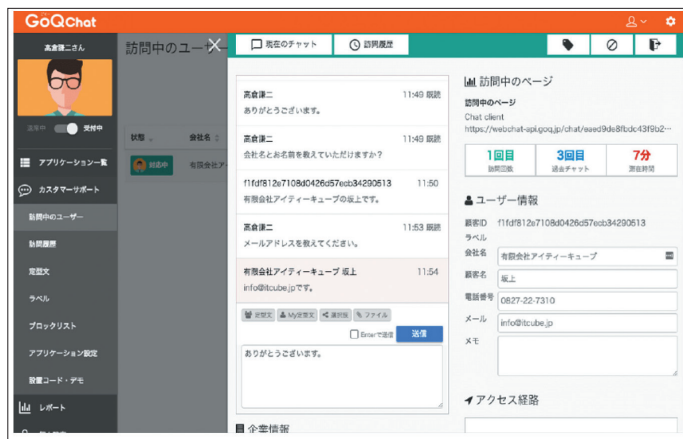 GoQChat
高倉謙二さん
受付中
アプリケーション一覧
カスタマーサポート
訪問中のユーザー
訪問履歴
定型文
ラベル
ブロックリスト
アプリケーション設定
設置コード・デモ
レポート
訪問中のユーザー
状態
会社名
対応中
有限会社ア
現在のチャット
訪問履歴
高倉謙二 11:49 既読
ありがとうございます。
高倉謙二 11:49 既読
会社名とお名前を教えていただけますか?
f1fdf812e7108d0426d57ecb34290513 11:50
有限会社アイティーキューブの坂上です。
高倉謙二 11:53 既読
メールアドレスを教えてください。
有限会社アイティーキューブ 坂上 11:54
info@itcube.jpです。
定型文 My定型文 選択肢 ファイル
Enterで送信 送信
ありがとうございます。
企業情報
訪問中のページ
訪問中のページ
Chat client
https://webchat-api.goq.jp/chat/eaed9de8fbdc43f9b2…
1回目 3回目 7分
訪問回数 過去チャット 滞在時間
ユーザー情報
顧客ID f1fdf812e7108d0426d57ecb34290513
ラベル
会社名 有限会社アイティーキューブ
顧客名 坂上
電話番号 0827-22-7310
メール info@itcube.jp
メモ
アクセス経路